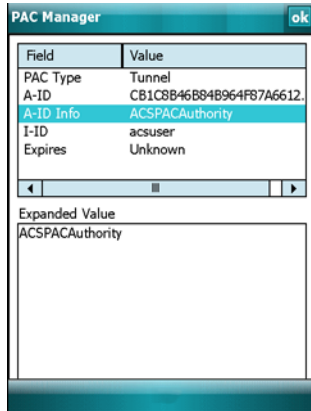 PAC Manager ok
Field Value
PAC Type Tunnel
A-ID CB1C8B46B84B964F87A6612.
A-ID Info ACSPACAuthority
I-ID acsuser
Expires Unknown
Expanded Value
ACSPACAuthority